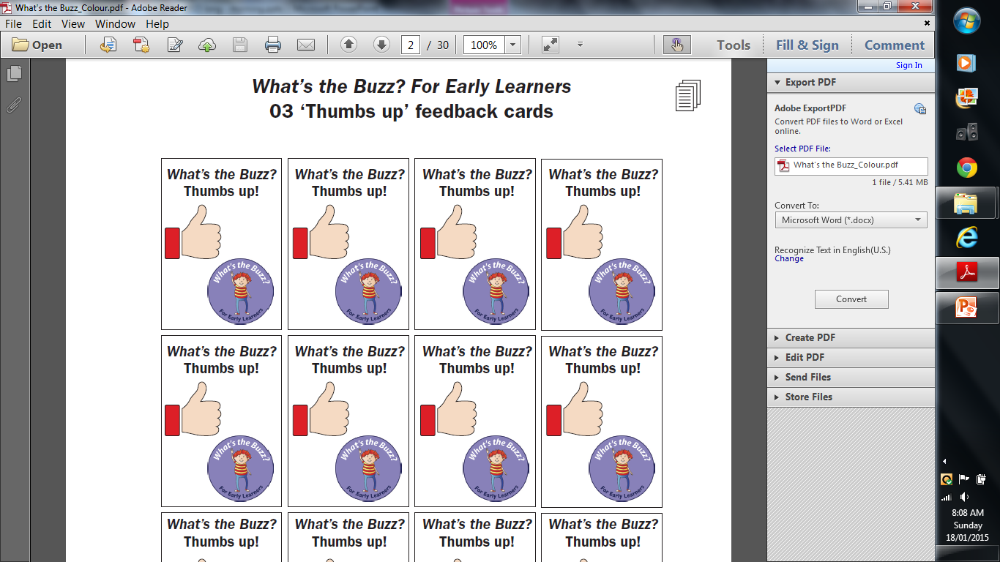 What's the Buzz_Colour.pdf - Adobe Reader
File Edit View Window Help
Open 2 / 30 100% Tools Fill & Sign Comment
Sign In
What's the Buzz? For Early Learners
03 'Thumbs up' feedback cards
What's the Buzz? What's the Buzz? What's the Buzz? What's the Buzz?
Thumbs up! Thumbs up! Thumbs up! Thumbs up!
What's the Buzz? What's the Buzz? What's the Buzz? What's the Buzz?
For Early Learners For Early Learners For Early Learners For Early Learners
What's the Buzz? What's the Buzz? What's the Buzz? What's the Buzz?
Thumbs up! Thumbs up! Thumbs up! Thumbs up!
What's the Buzz? What's the Buzz? What's the Buzz? What's the Buzz?
For Early Learners For Early Learners For Early Learners For Early Learners
What's the Buzz? What's the Buzz? What's the Buzz? What's the Buzz?
Thumbs up! Thumbs up! Thumbs up! Thumbs up!
Export PDF
Adobe ExportPDF
Convert PDF files to Word or Excel
online.
Select PDF File:
What's the Buzz_Colour.pdf
1 file / 5.41 MB
Convert To:
Microsoft Word (*.docx)
Recognize Text in English(U.S.)
Change
Convert
Create PDF
Edit PDF
Send Files
Store Files
8:08 AM
Sunday
18/01/2015